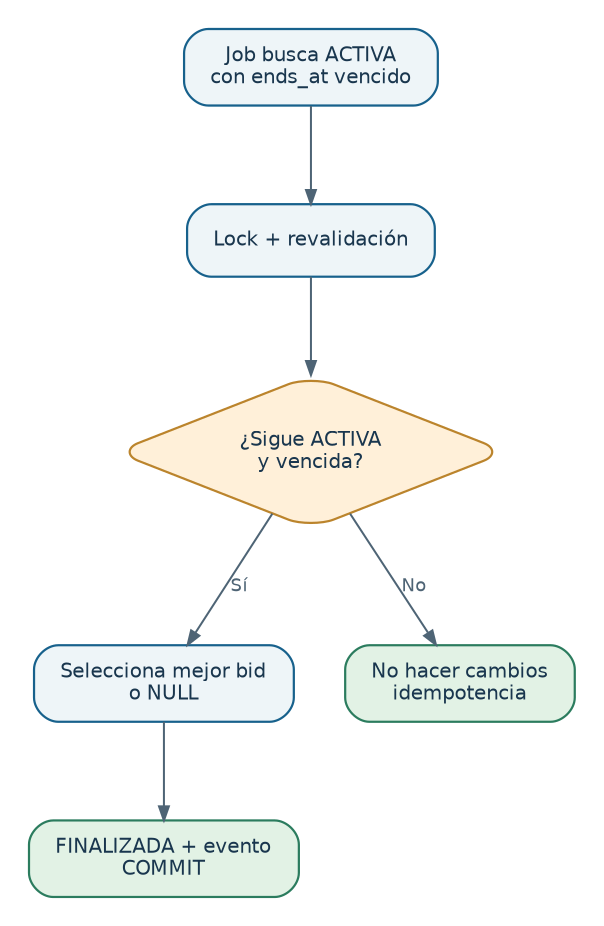 Job busca ACTIVA
con ends_at vencido
Lock + revalidación
¿Sigue ACTIVA
y vencida?
Sí
No
Selecciona mejor bid
o NULL
No hacer cambios
idempotencia
FINALIZADA + evento
COMMIT